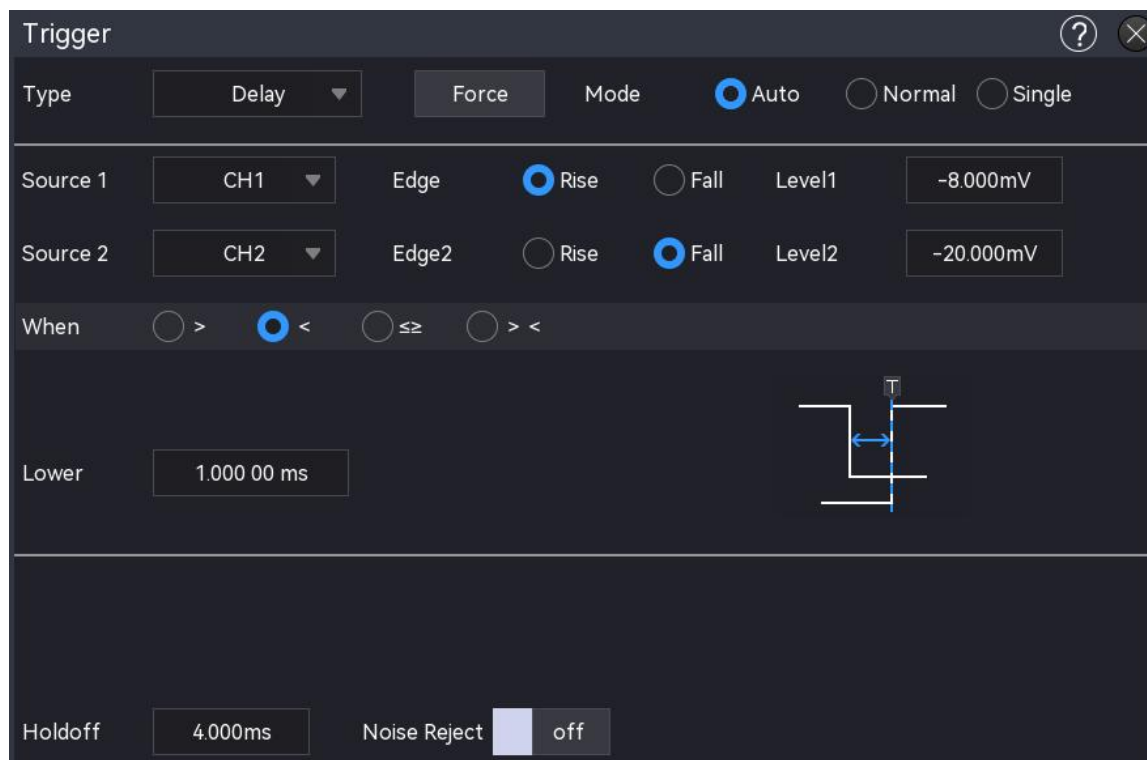 Trigger ?
Type Delay Force Mode Auto Normal Single
Source 1 CH1 Edge Rise Fall Level1 -8.000mV
Source 2 CH2 Edge2 Rise Fall Level2 -20.000mV
When > < ≤≥ > <
T
Lower 1.000 00 ms
Holdoff 4.000ms Noise Reject off